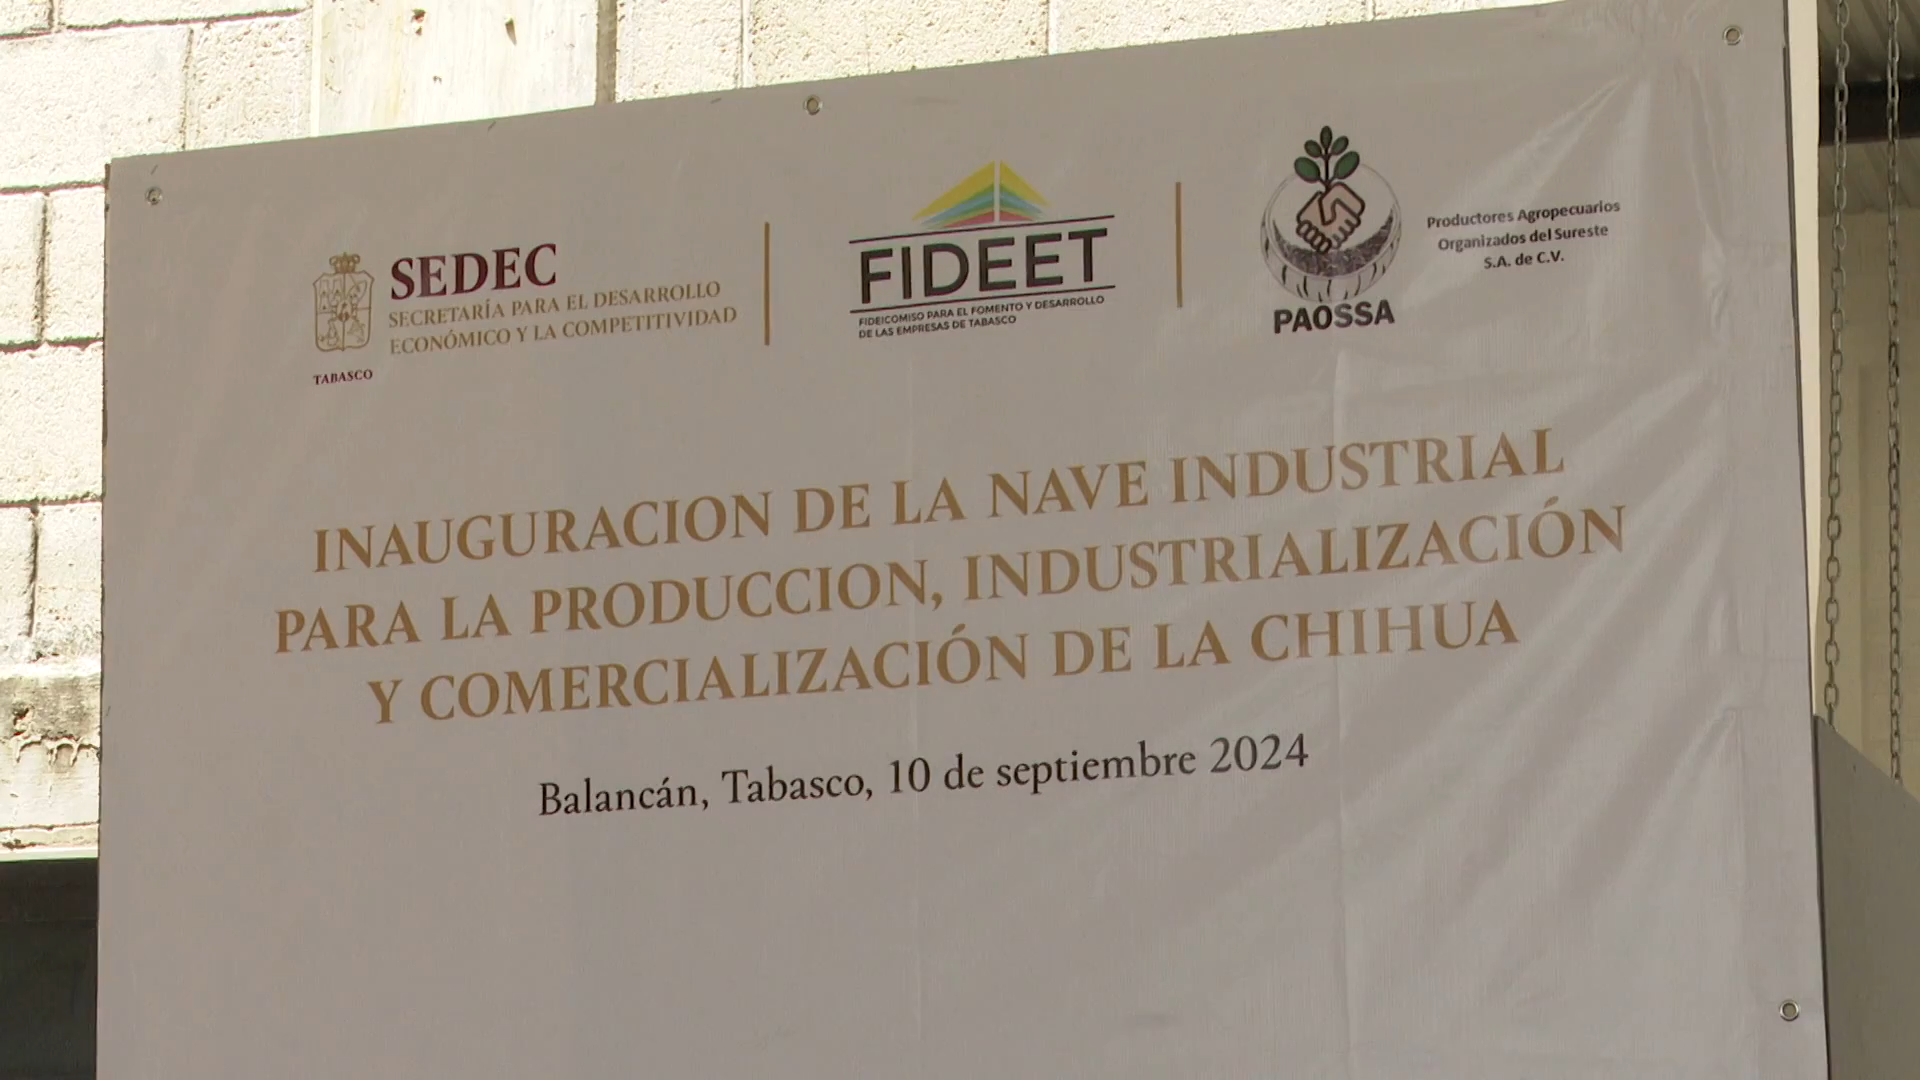 SEDEC
SECRETARÍA PARA EL DESARROLLO
ECONÓMICO Y LA COMPETITIVIDAD
TABASCO
FIDEET
FIDEICOMISO PARA EL FOMENTO Y DESARROLLO
DE LAS EMPRESAS DE TABASCO
PAOSSA
Productores Agropecuarios
Organizados del Sureste
S.A. de C.V.
INAUGURACION DE LA NAVE INDUSTRIAL
PARA LA PRODUCCION, INDUSTRIALIZACIÓN
Y COMERCIALIZACIÓN DE LA CHIHUA
Balancán, Tabasco, 10 de septiembre 2024